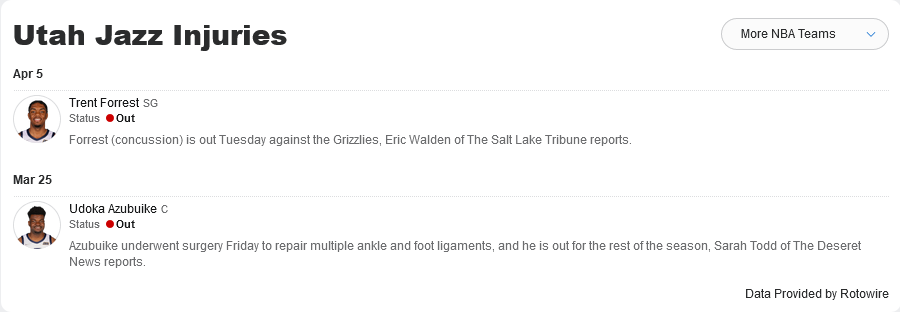 Utah Jazz Injuries
More NBA Teams
Apr 5
Trent Forrest SG
Status Out
Forrest (concussion) is out Tuesday against the Grizzlies, Eric Walden of The Salt Lake Tribune reports.
Mar 25
Udoka Azubuike C
Status Out
Azubuike underwent surgery Friday to repair multiple ankle and foot ligaments, and he is out for the rest of the season, Sarah Todd of The Deseret
News reports.
Data Provided by Rotowire